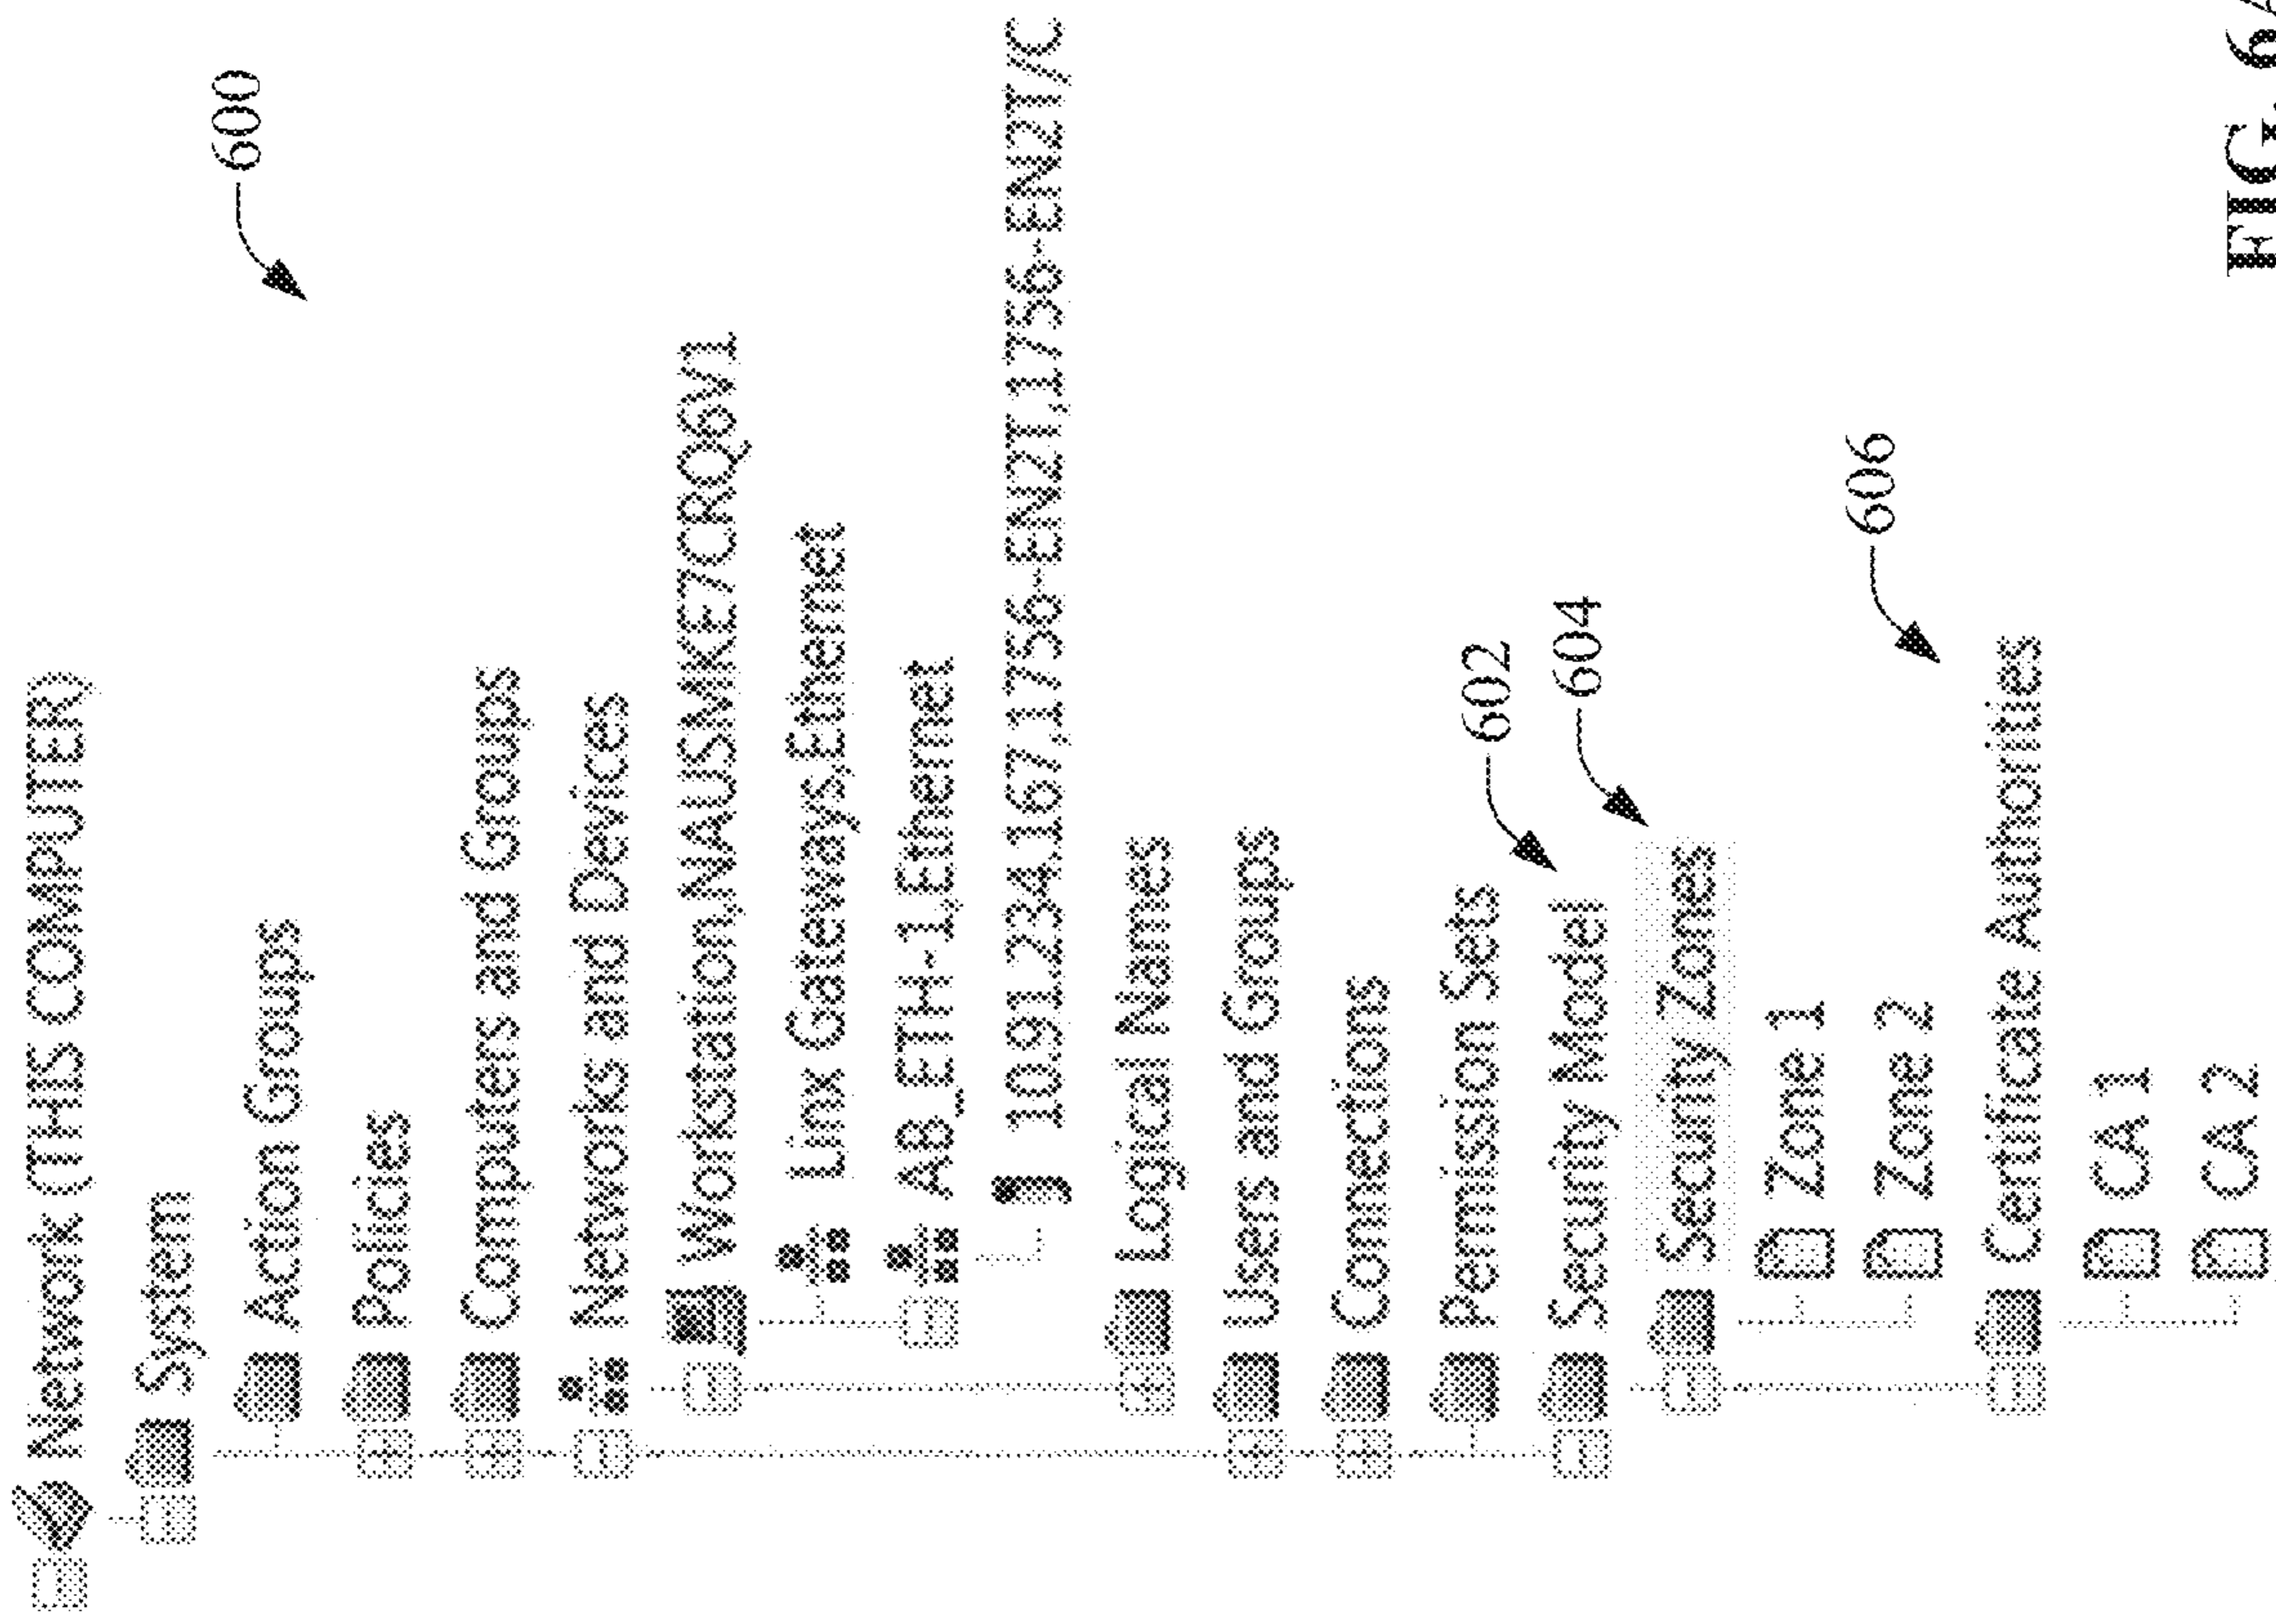 Network (THIS COMPUTER)
System
600
Action Groups
Policies
Computers and Groups
Networks and Devices
Workstation,NAUSMKE7CRQ6V1
Linx Gateways,Ethernet
AB_ETH-1,Ethernet
10.91.234.167,1756-EN2T,1756-EN2T/C
Logical Names
Users and Groups
Connections
Permission Sets
602
Security Model
604
Security Zones
Zone 1
Zone 2
606
Certificate Authorities
CA 1
CA 2
FIG. 6A